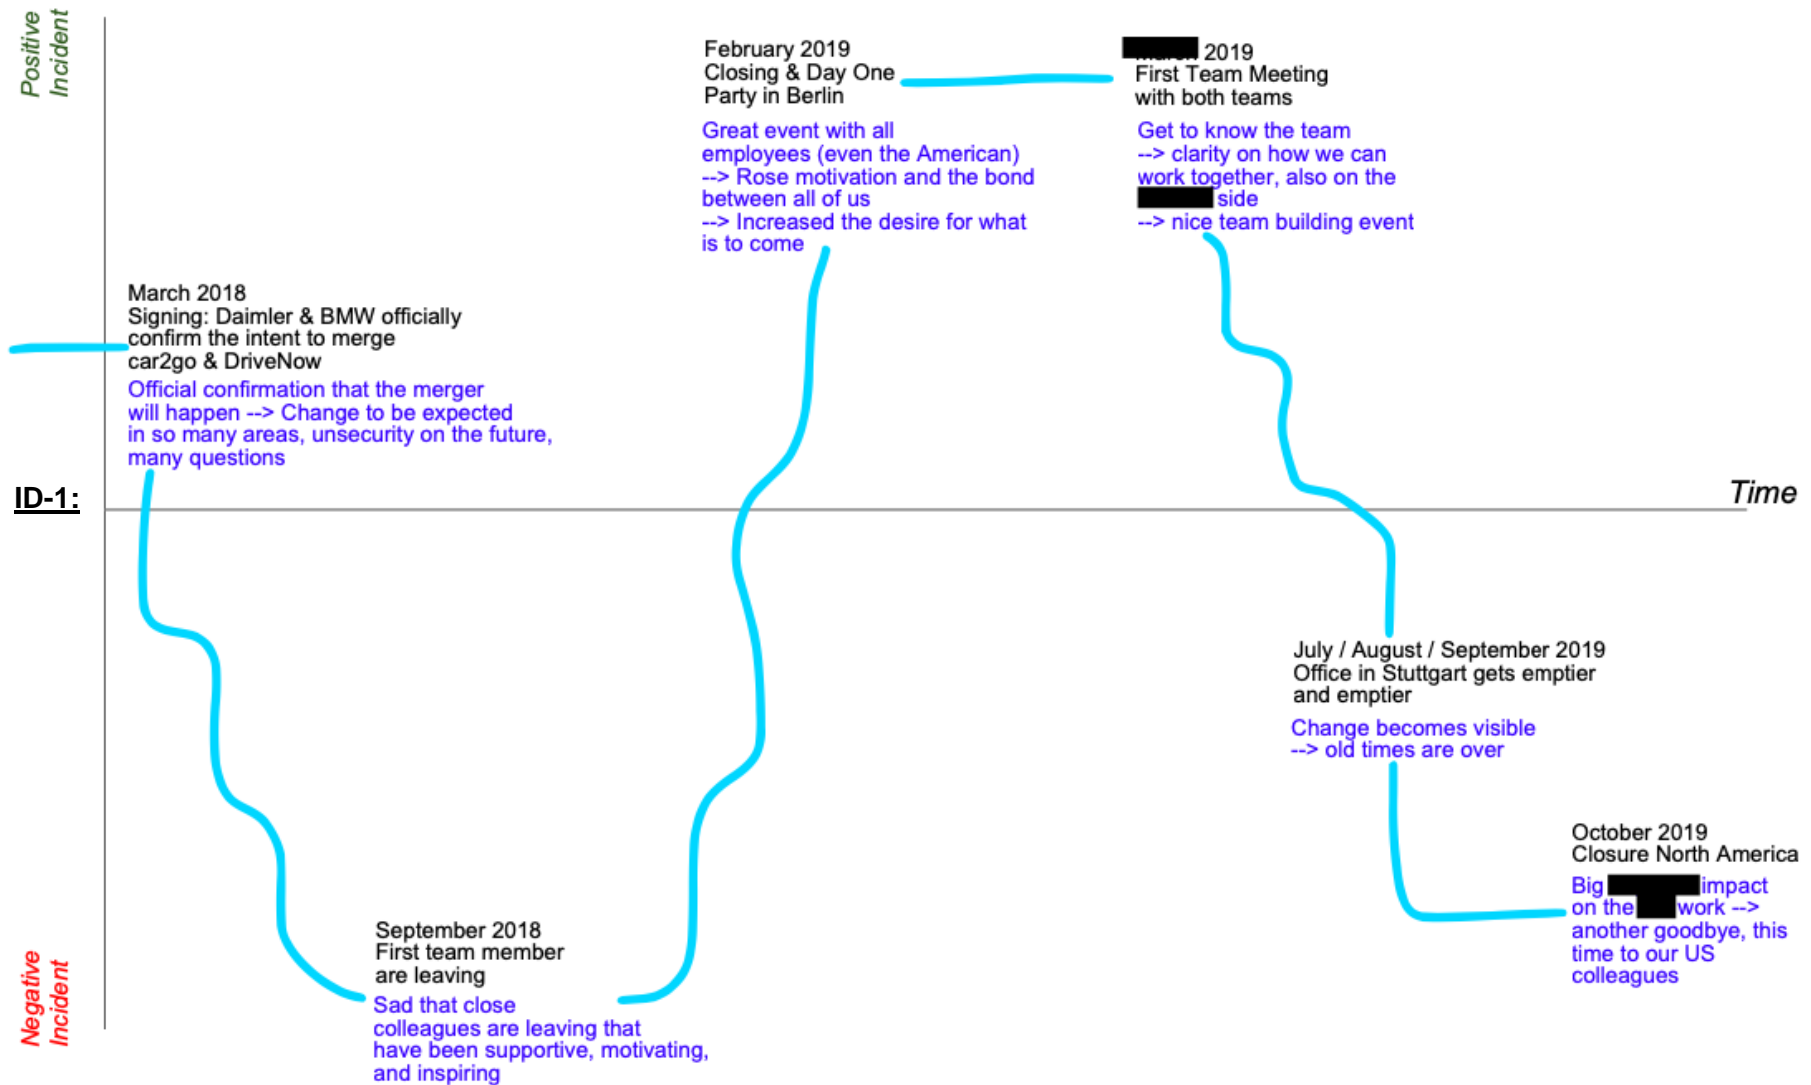 Positive
Incident
February 2019
Closing & Day One
Party in Berlin
Great event with all
employees (even the American)
--> Rose motivation and the bond
between all of us
--> Increased the desire for what
is to come
2019
First Team Meeting
with both teams
Get to know the team
--> clarity on how we can
work together, also on the
side
--> nice team building event
March 2018
Signing: Daimler & BMW officially
confirm the intent to merge
car2go & DriveNow
Official confirmation that the merger
will happen --> Change to be expected
in so many areas, unsecurity on the future,
many questions
ID-1:
Time
July / August / September 2019
Office in Stuttgart gets emptier
and emptier
Change becomes visible
--> old times are over
October 2019
Closure North America
Big impact
on the work -->
another goodbye, this
time to our US
colleagues
September 2018
First team member
are leaving
Sad that close
colleagues are leaving that
have been supportive, motivating,
and inspiring
Negative
Incident